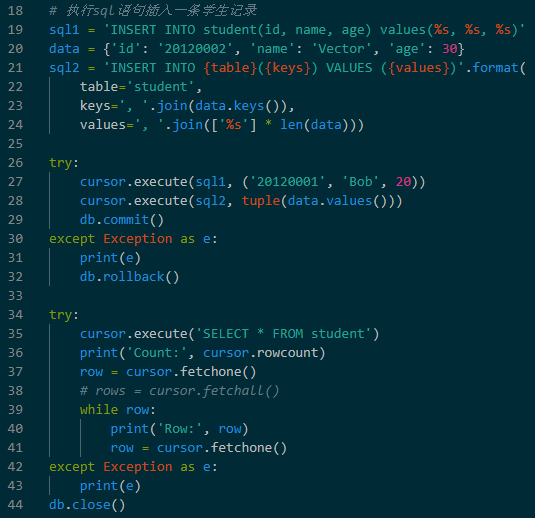 18 # 执行sql语句插入一条学生记录
19 sql1 = 'INSERT INTO student(id, name, age) values(%s, %s, %s)'
20 data = {'id': '20120002', 'name': 'Vector', 'age': 30}
21 sql2 = 'INSERT INTO {table}({keys}) VALUES ({values})'.format(
22     table='student',
23     keys=', '.join(data.keys()),
24     values=', '.join(['%s'] * len(data)))
25
26 try:
27     cursor.execute(sql1, ('20120001', 'Bob', 20))
28     cursor.execute(sql2, tuple(data.values()))
29     db.commit()
30 except Exception as e:
31     print(e)
32     db.rollback()
33
34 try:
35     cursor.execute('SELECT * FROM student')
36     print('Count:', cursor.rowcount)
37     row = cursor.fetchone()
38     # rows = cursor.fetchall()
39     while row:
40         print('Row:', row)
41         row = cursor.fetchone()
42 except Exception as e:
43     print(e)
44 db.close()